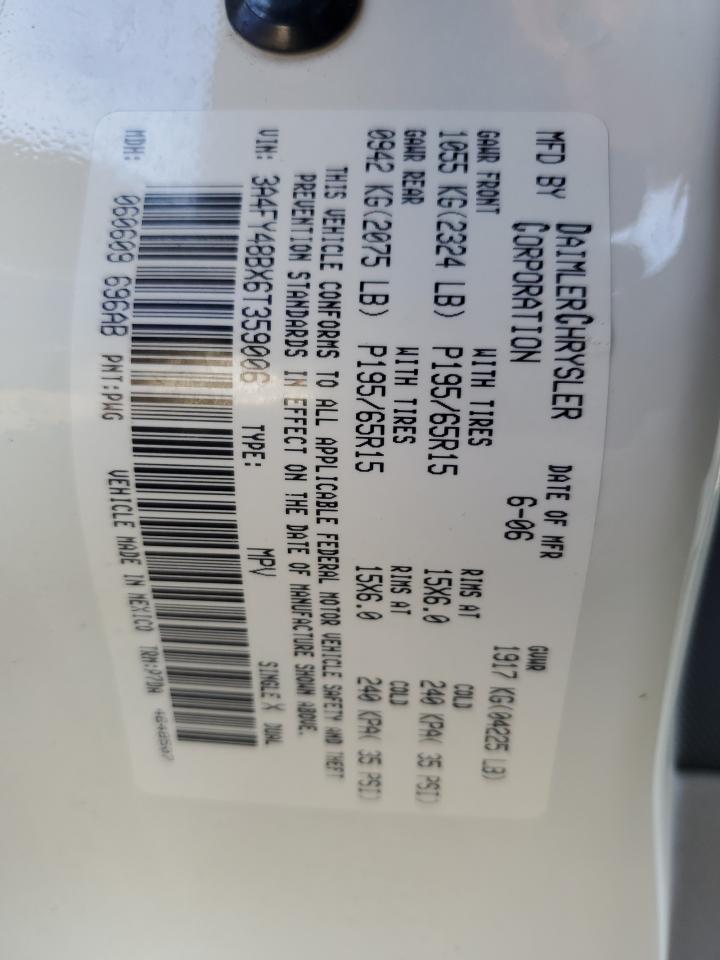 MFD BY DAIMLERCHRYSLER CORPORATION
DATE OF MFR 6-06
GVWR 1917 KG(04225 LB)
GAWR FRONT WITH TIRES RIMS AT COLD
1055 KG(2324 LB) P195/65R15 15X6.0 240 KPA( 35 PSI)
GAWR REAR WITH TIRES RIMS AT COLD
0942 KG(2075 LB) P195/65R15 15X6.0 240 KPA( 35 PSI)
THIS VEHICLE CONFORMS TO ALL APPLICABLE FEDERAL MOTOR VEHICLE SAFETY AND THEFT
PREVENTION STANDARDS IN EFFECT ON THE DATE OF MANUFACTURE SHOWN ABOVE.
VIN: 3A4FY48BX6T359006 TYPE: MPV SINGLE X DUAL
MDH: 060609 696AB PNT:PWG VEHICLE MADE IN MEXICO